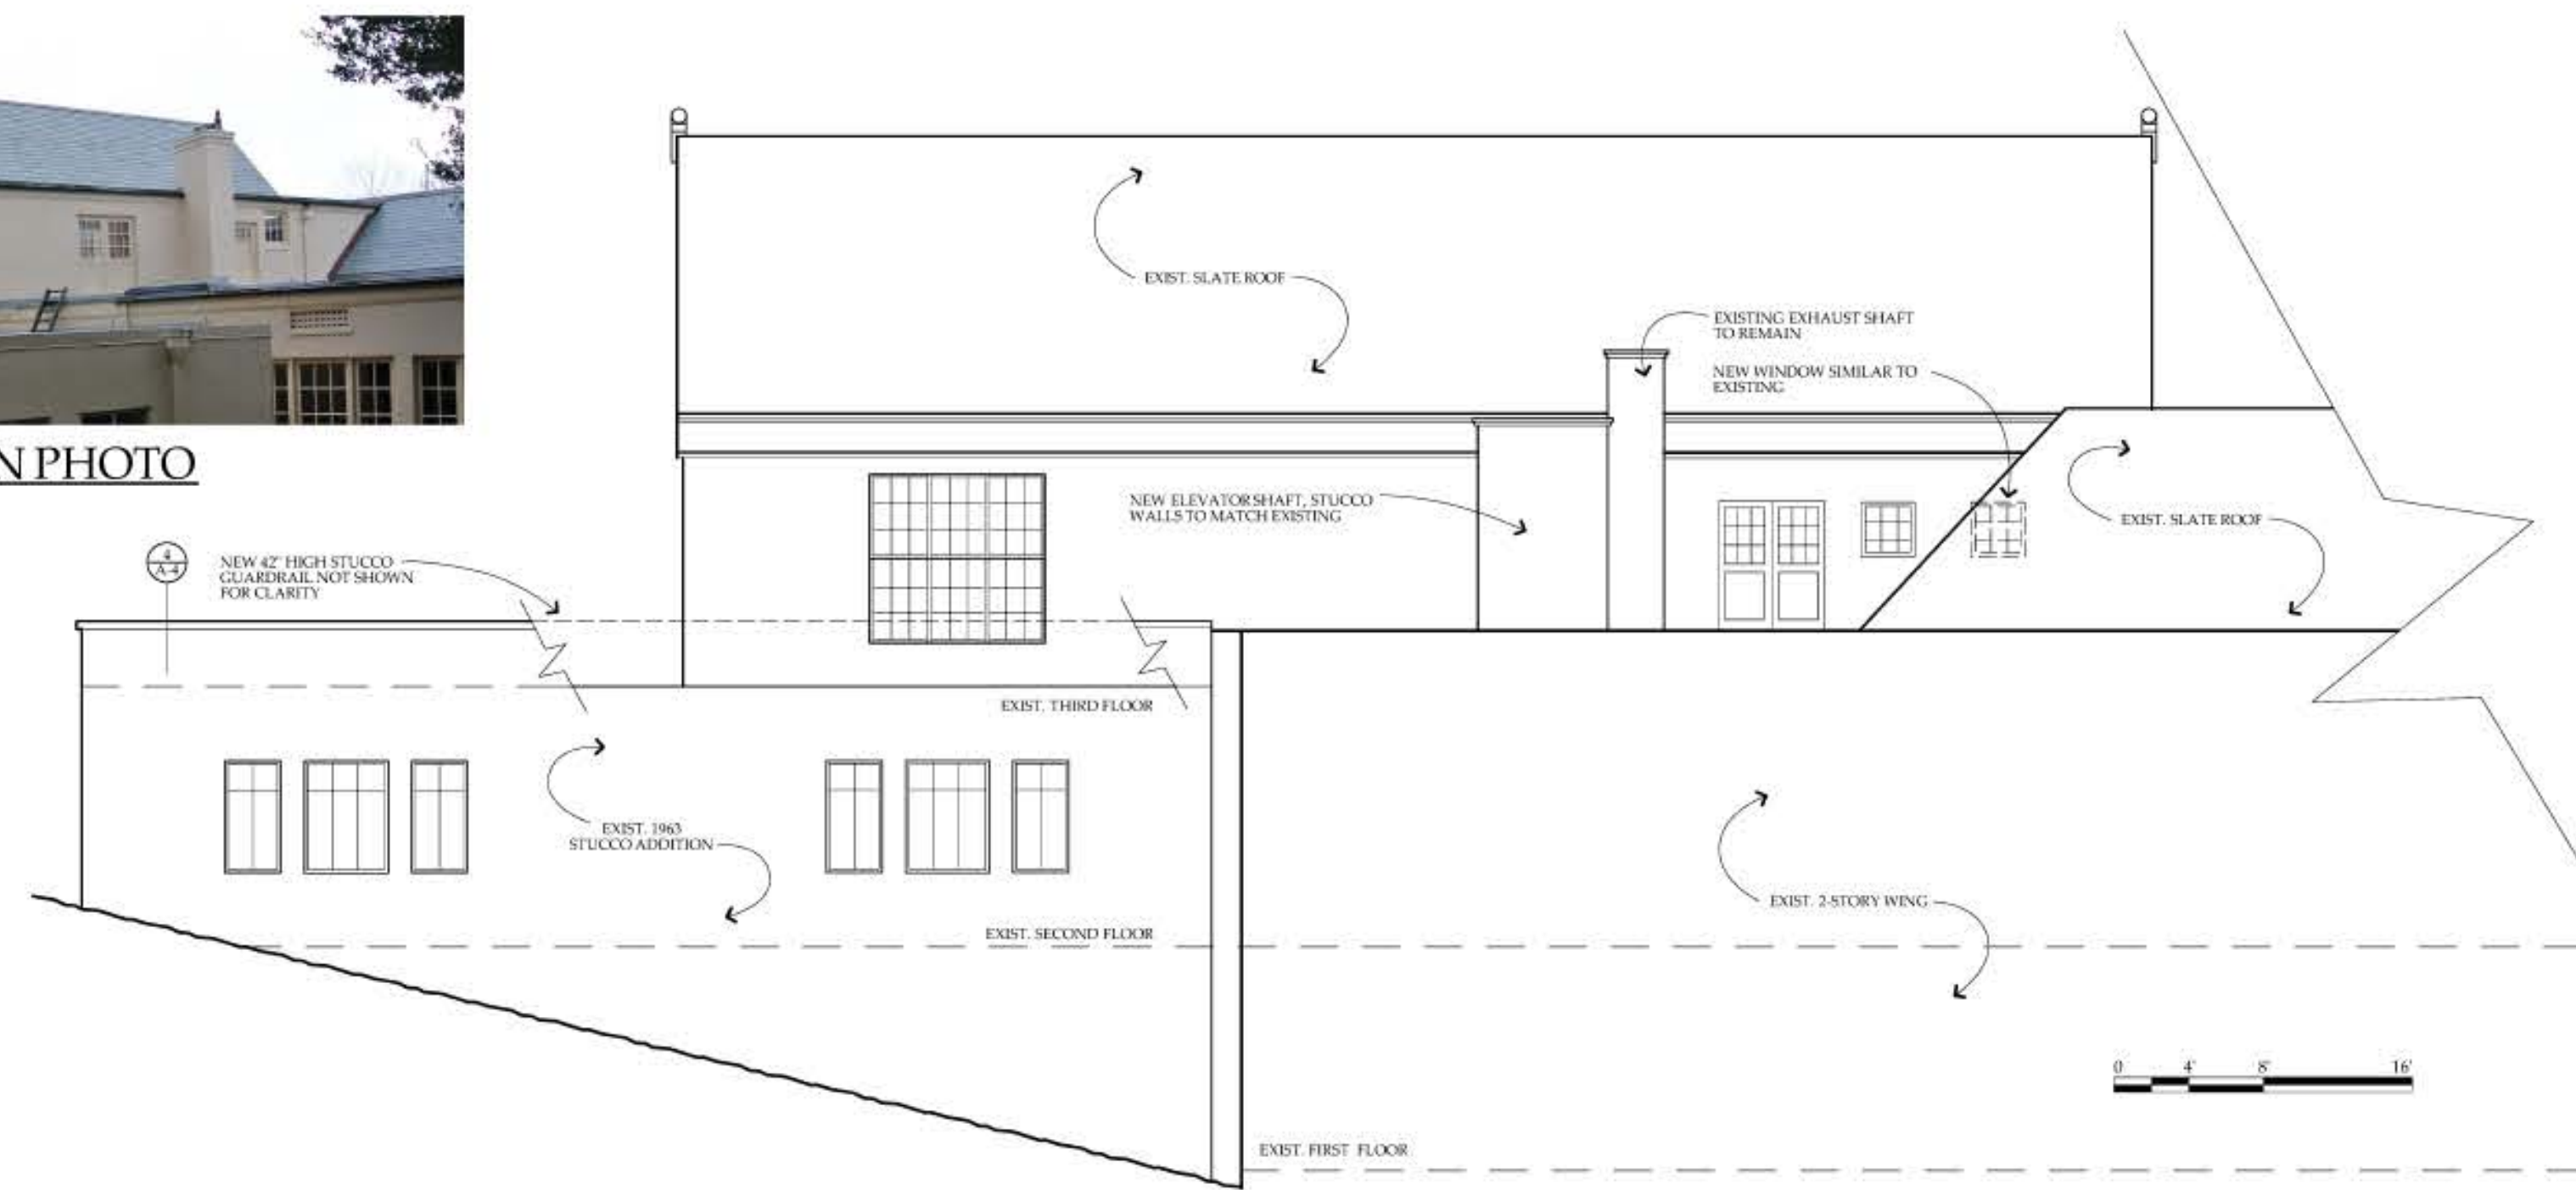 N PHOTO
EXIST. SLATE ROOF
EXISTING EXHAUST SHAFT
TO REMAIN
NEW WINDOW SIMILAR TO
EXISTING
NEW ELEVATOR SHAFT, STUCCO
WALLS TO MATCH EXISTING
EXIST. SLATE ROOF
4
A-4
NEW 42" HIGH STUCCO
GUARDRAIL NOT SHOWN
FOR CLARITY
EXIST. THIRD FLOOR
EXIST. 1963
STUCCO ADDITION
EXIST. 2-STORY WING
EXIST. SECOND FLOOR
0 4' 8' 16'
EXIST. FIRST FLOOR